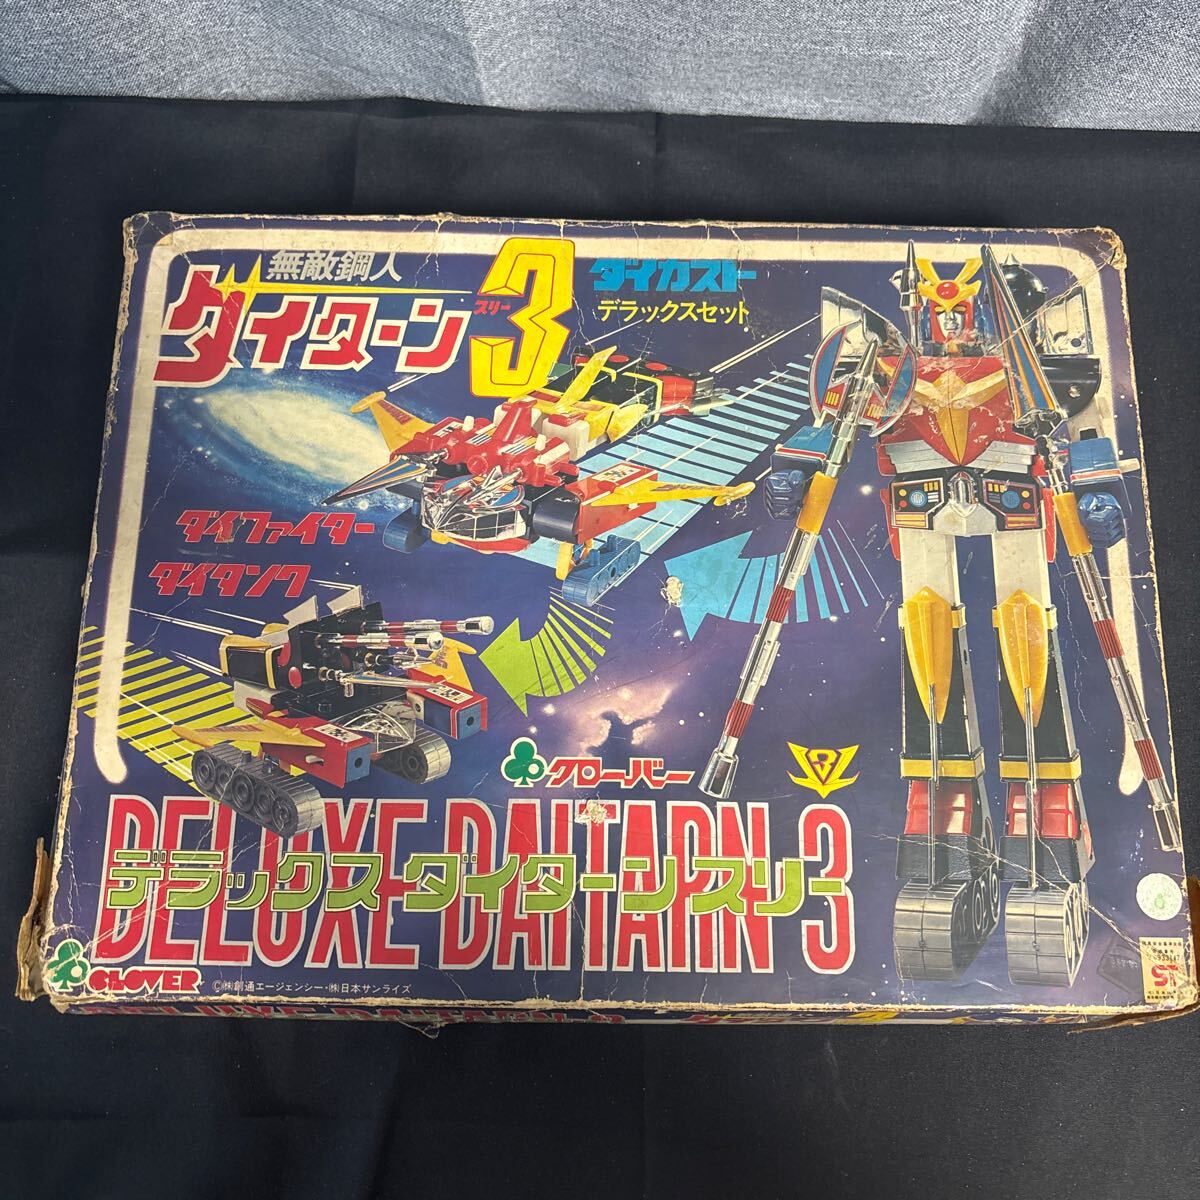 無敵鋼人
ダイターン
スリー
3
ダイカスト
デラックスセット
ダイファイター
ダイタンク
クローバー
DELUXE DAITARN 3
デラックスダイターンスリー
CLOVER
©㈱創通エージェンシー・㈱日本サンライズ
ST
DELUXE DAITARN 3